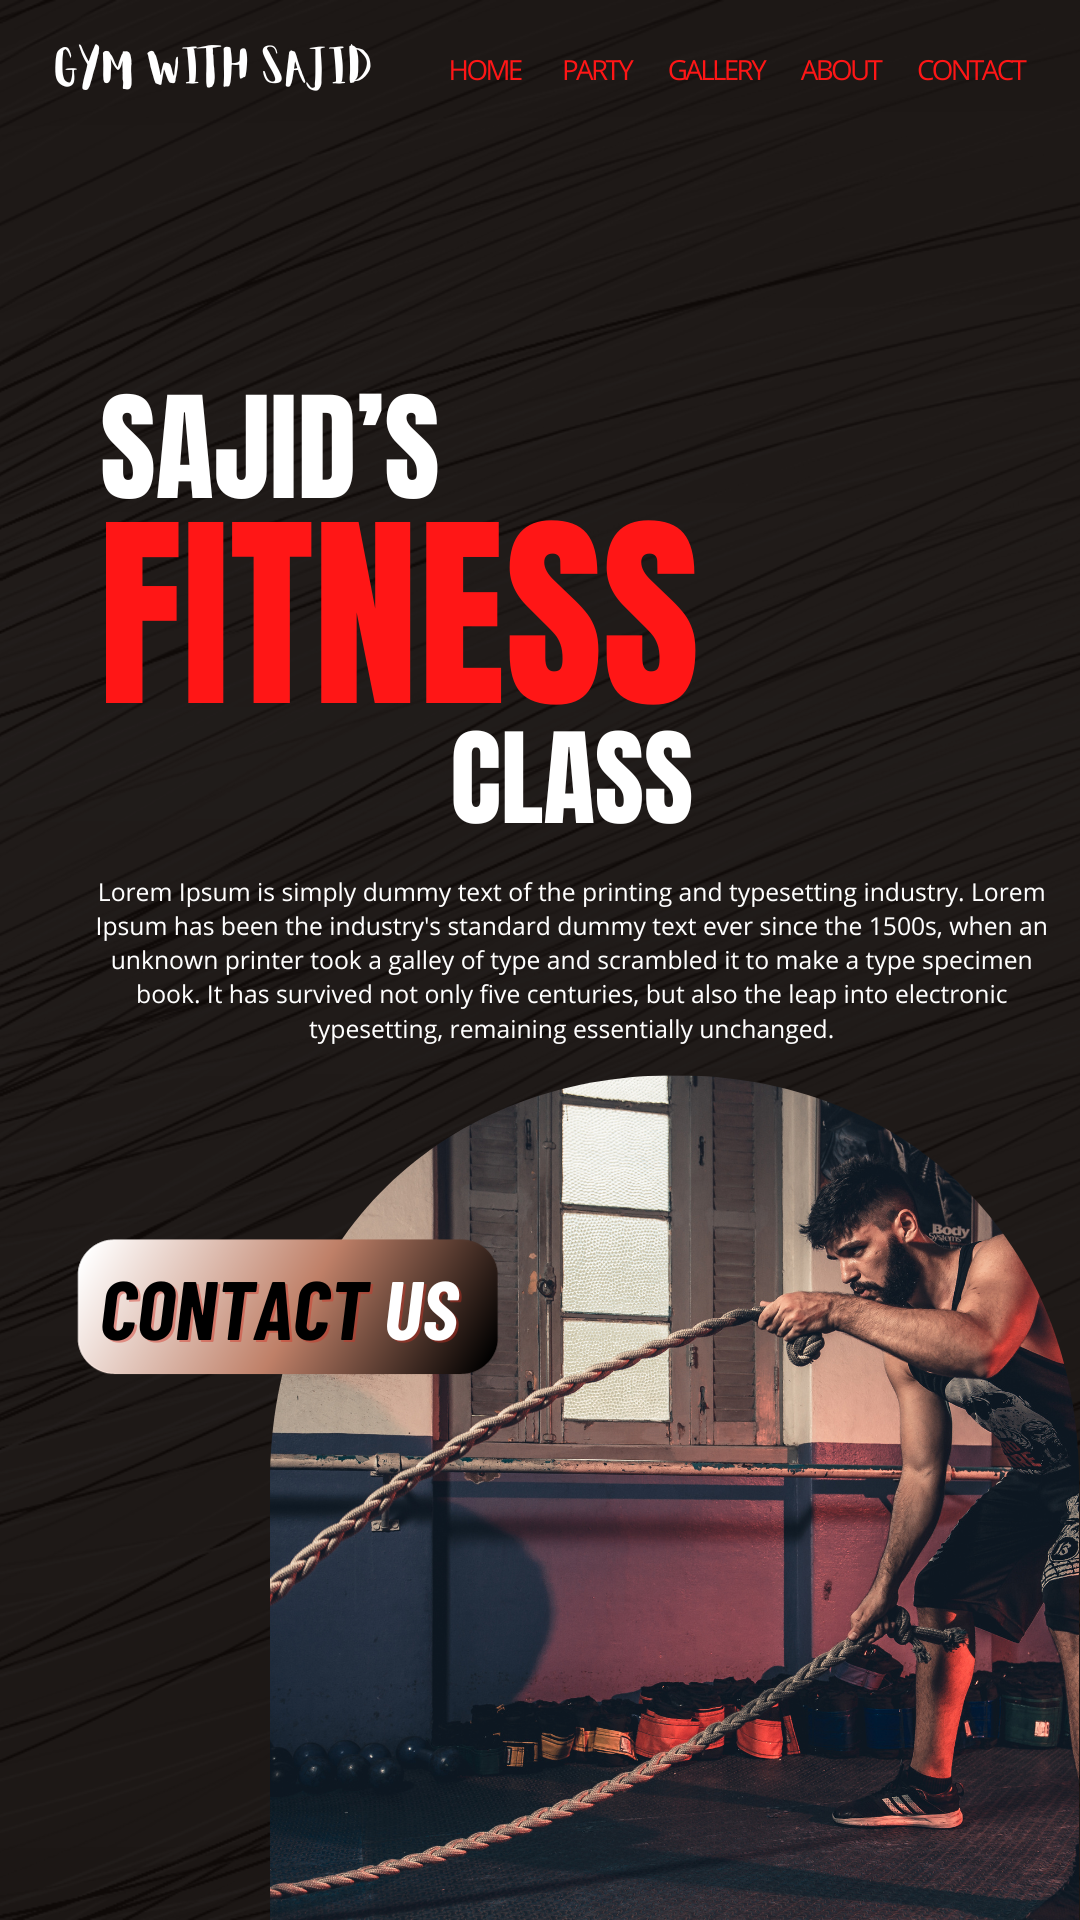 GYM WITH SAJID
HOME PARTY GALLERY ABOUT CONTACT
SAJID’S
FITNESS
CLASS
Lorem Ipsum is simply dummy text of the printing and typesetting industry. Lorem
Ipsum has been the industry's standard dummy text ever since the 1500s, when an
unknown printer took a galley of type and scrambled it to make a type specimen
book. It has survived not only five centuries, but also the leap into electronic
typesetting, remaining essentially unchanged.
Body
Systems
CONTACT US
13